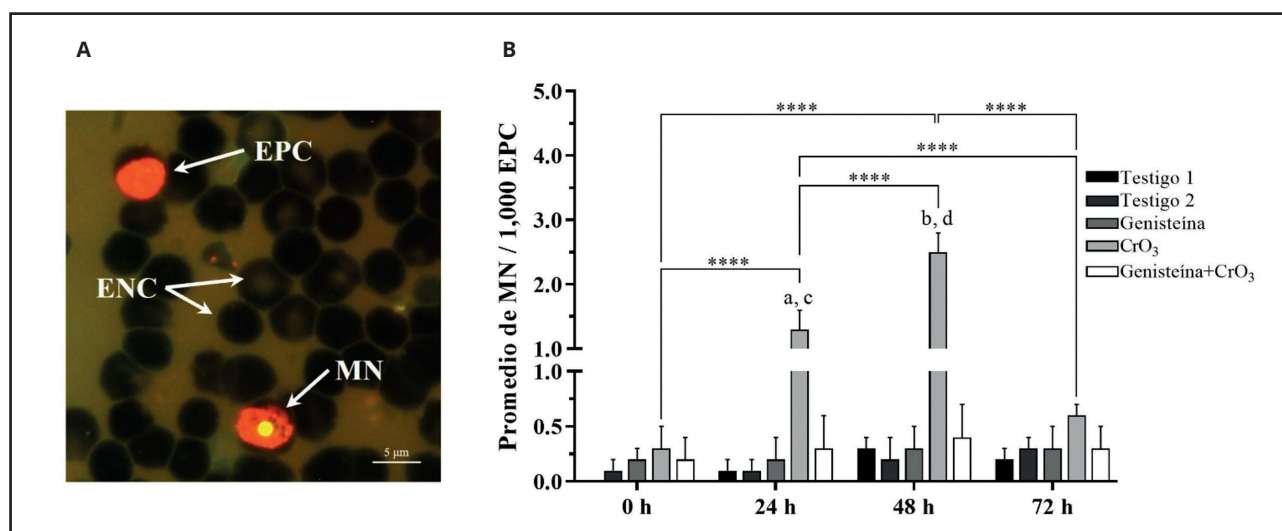 A
B
EPC
ENC
MN
5 µm
Promedio de MN / 1,000 EPC
5.0
4.0
3.0
2.0
1.0
1.0
0.5
0.0
****
****
****
****
****
a, c
b, d
0 h
24 h
48 h
72 h
Testigo 1
Testigo 2
Genisteína
CrO₃
Genisteína+CrO₃